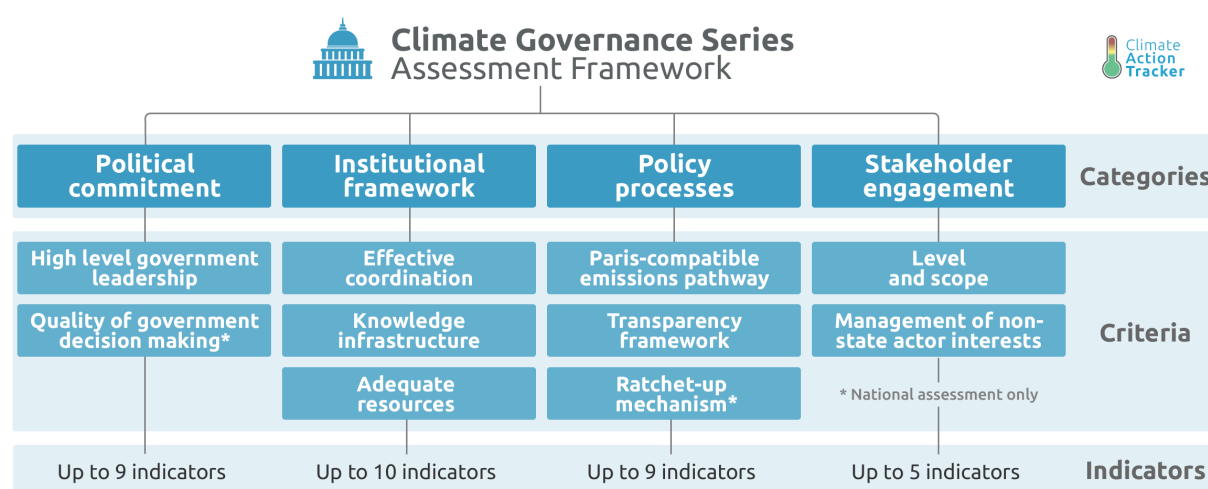 Climate Governance Series
Assessment Framework
Climate
Action
Tracker
Political
commitment
Institutional
framework
Policy
processes
Stakeholder
engagement
Categories
High level government
leadership
Effective
coordination
Paris-compatible
emissions pathway
Level
and scope
Quality of government
decision making*
Knowledge
infrastructure
Transparency
framework
Management of non-
state actor interests
Criteria
Adequate
resources
Ratchet-up
mechanism*
* National assessment only
Up to 9 indicators
Up to 10 indicators
Up to 9 indicators
Up to 5 indicators
Indicators